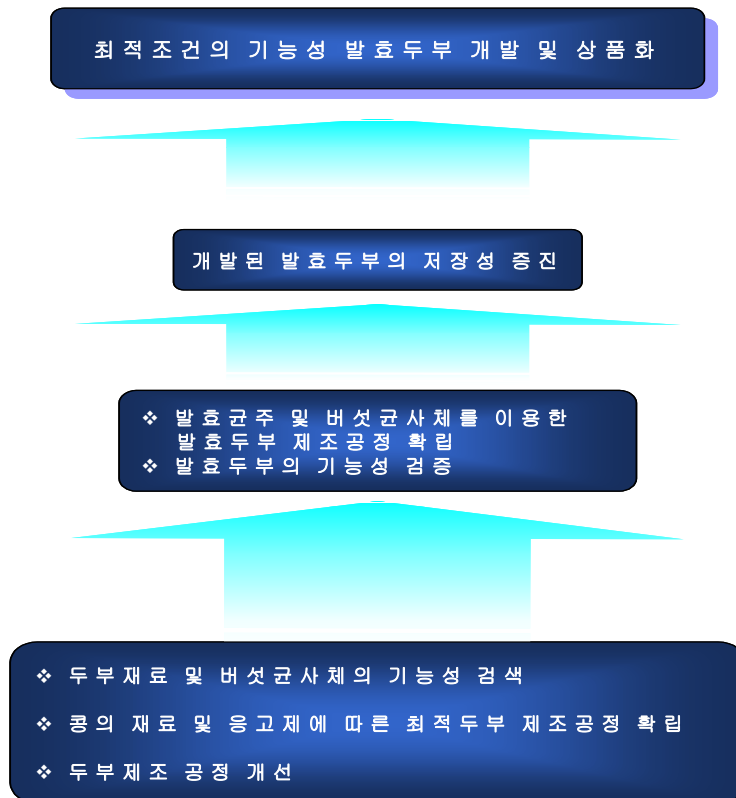 최적조건의 기능성 발효두부 개발 및 상품화
개발된 발효두부의 저장성 증진
❖ 발효균주 및 버섯균사체를 이용한
발효두부 제조공정 확립
❖ 발효두부의 기능성 검증
❖ 두부재료 및 버섯균사체의 기능성 검색
❖ 콩의 재료 및 응고제에 따른 최적두부 제조공정 확립
❖ 두부제조 공정 개선